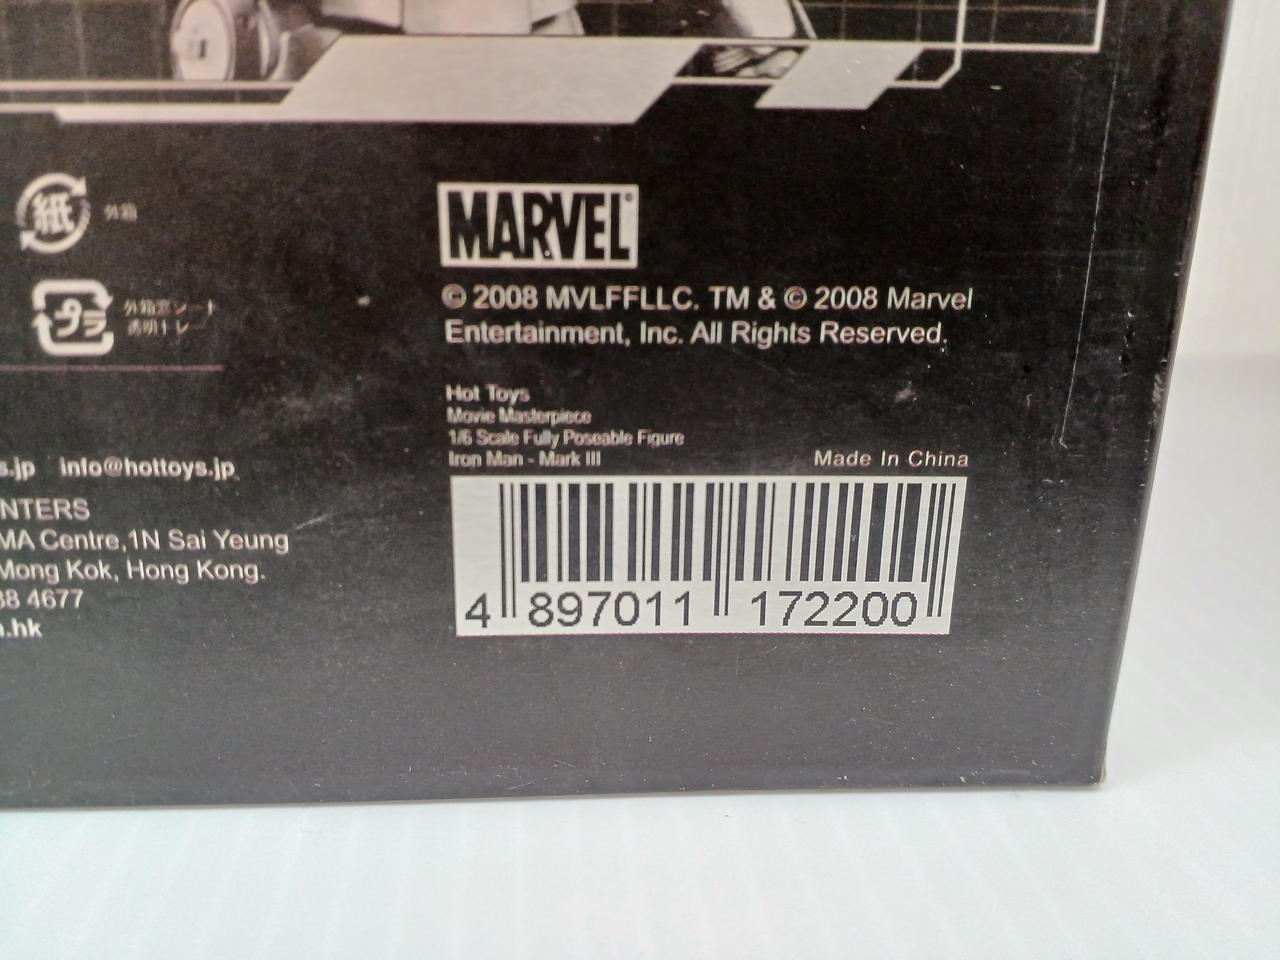 紙
外箱
プラ
外箱窓シート
透明トレー
s.jp info@hottoys.jp
NTERS
MA Centre,1N Sai Yeung
Mong Kok, Hong Kong.
38 4677
.hk
MARVEL
© 2008 MVLFFLLC. TM & © 2008 Marvel
Entertainment, Inc. All Rights Reserved.
Hot Toys
Movie Masterpiece
1/6 Scale Fully Poseable Figure
Iron Man - Mark III
Made In China
4 897011 172200